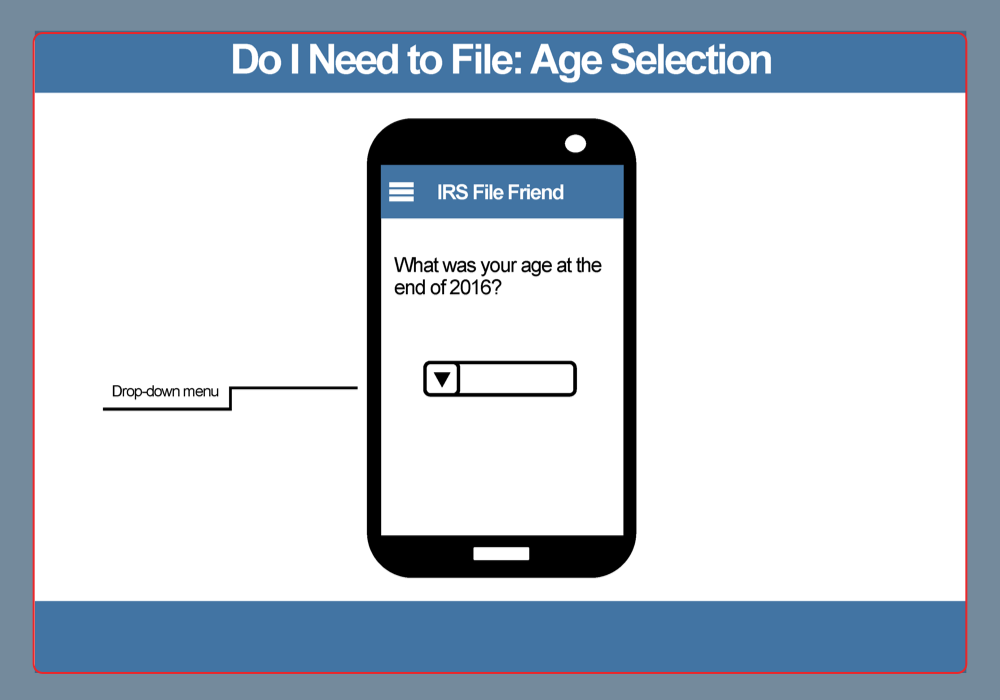 Do I Need to File: Age Selection
IRS File Friend
What was your age at the
end of 2016?
Drop-down menu